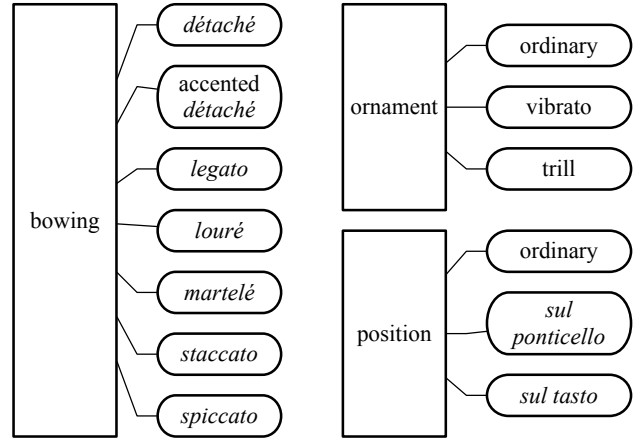 bowing
détaché
accented
détaché
legato
louré
martelé
staccato
spiccato
ornament
ordinary
vibrato
trill
position
ordinary
sul
ponticello
sul tasto